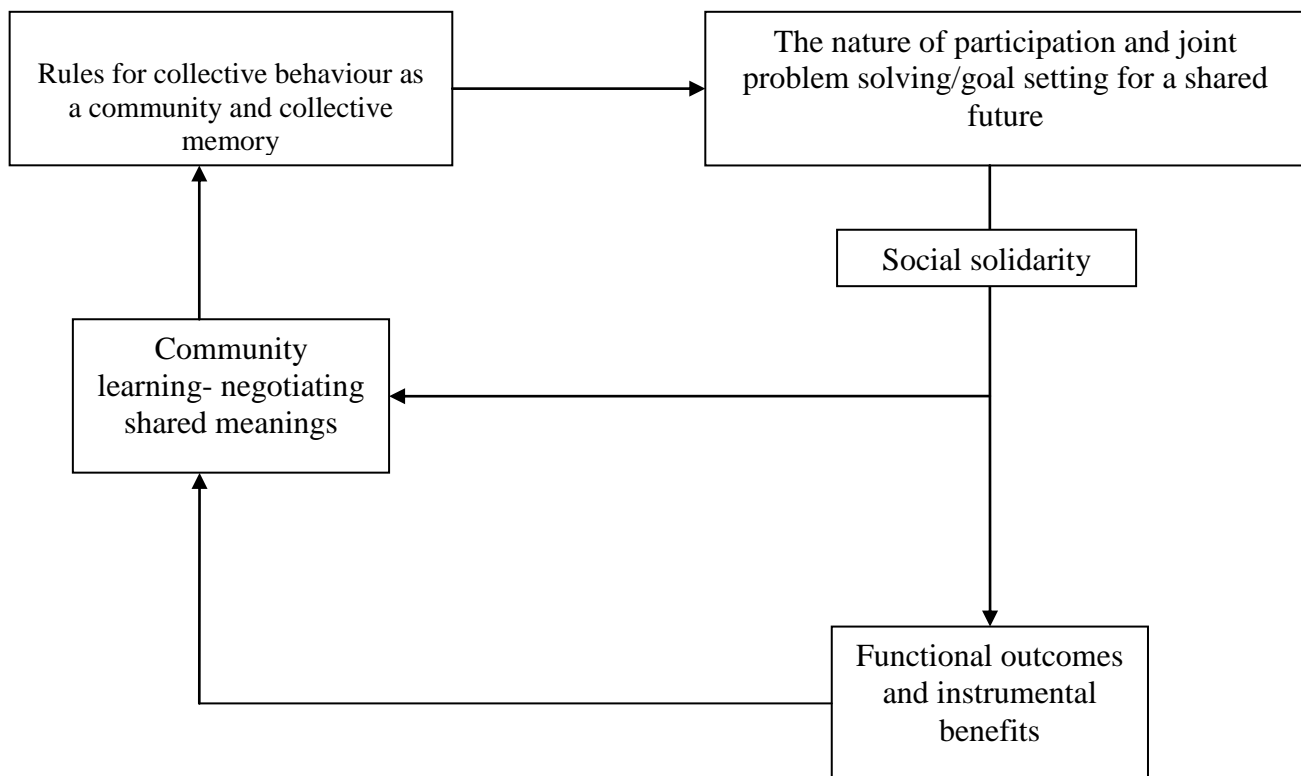 Rules for collective behaviour as
a community and collective
memory
The nature of participation and joint
problem solving/goal setting for a shared
future
Social solidarity
Community
learning- negotiating
shared meanings
Functional outcomes
and instrumental
benefits